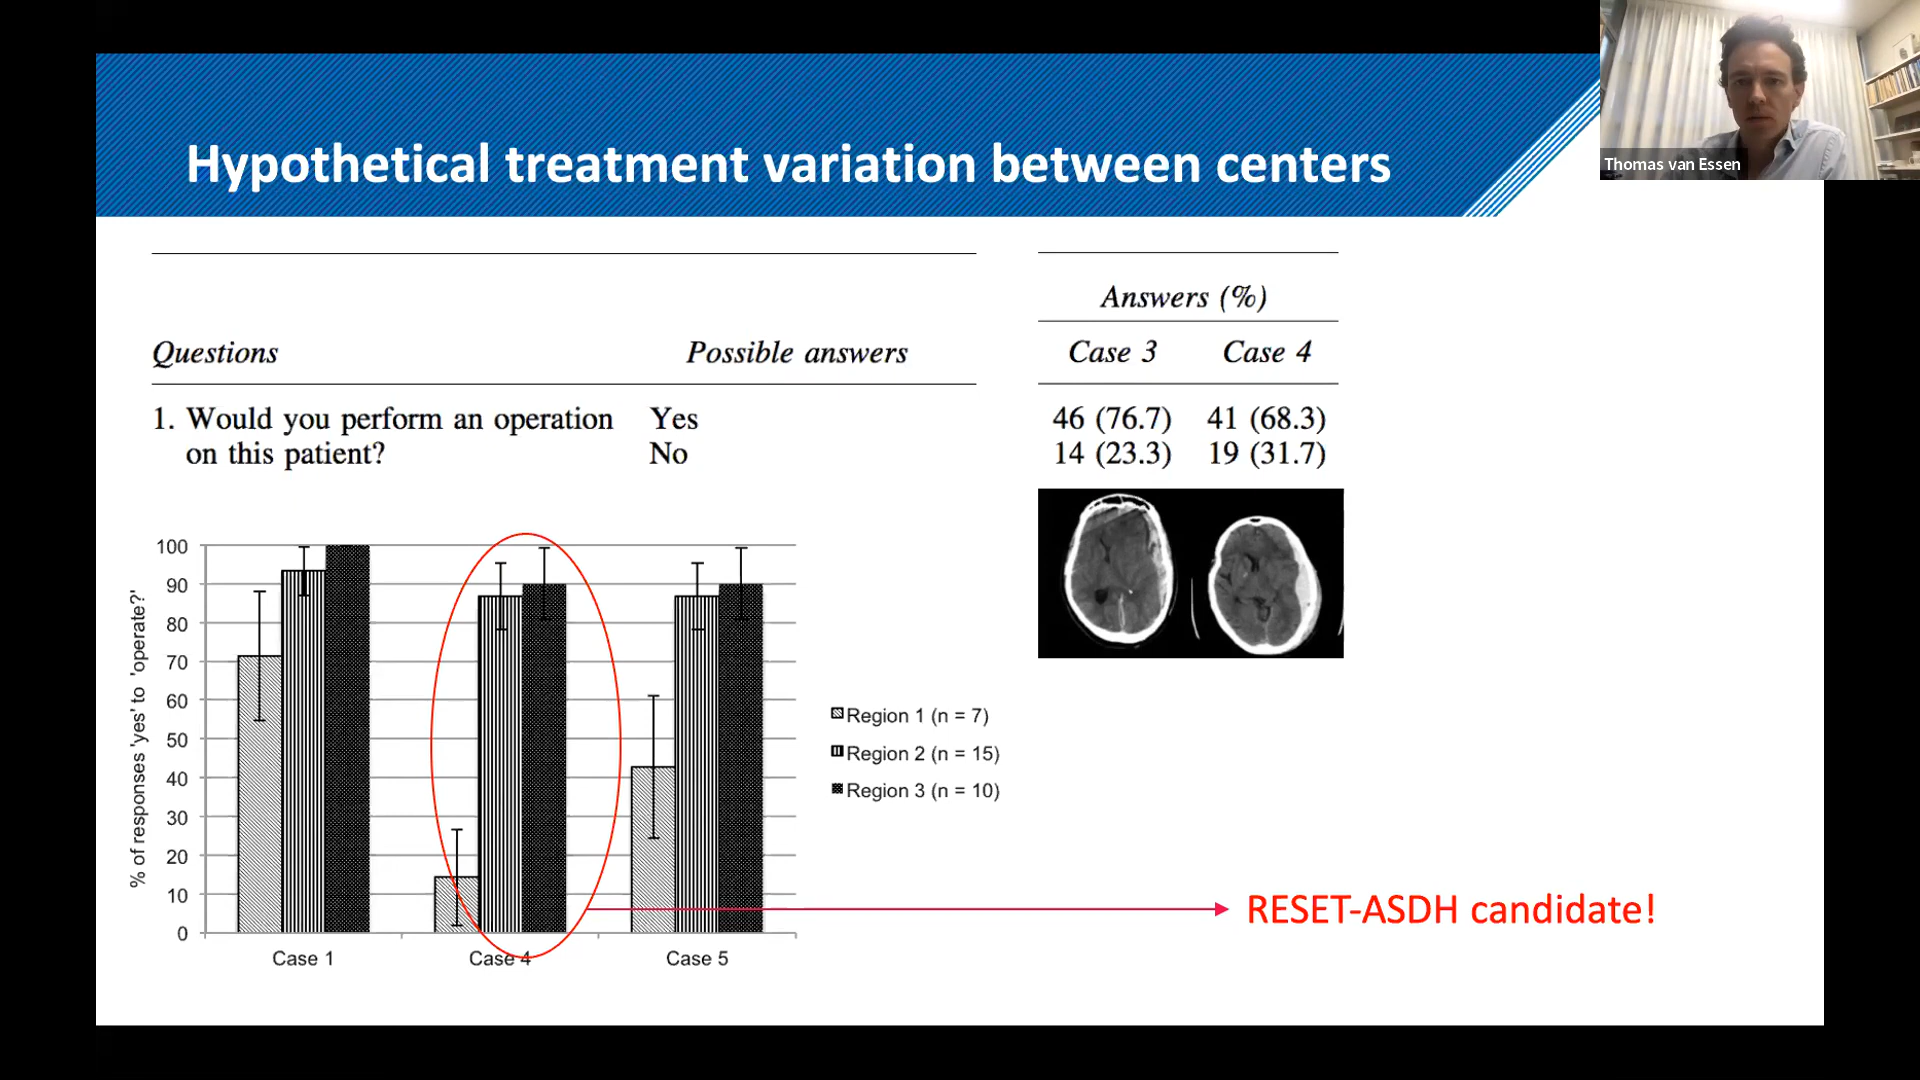 Hypothetical treatment variation between centers
Thomas van Essen
Answers (%)
Questions Possible answers Case 3 Case 4
1. Would you perform an operation Yes 46 (76.7) 41 (68.3)
on this patient? No 14 (23.3) 19 (31.7)
% of responses 'yes' to 'operate?'
100
90
80
70
60
50
40
30
20
10
0
Case 1 Case 4 Case 5
Region 1 (n = 7)
Region 2 (n = 15)
Region 3 (n = 10)
RESET-ASDH candidate!